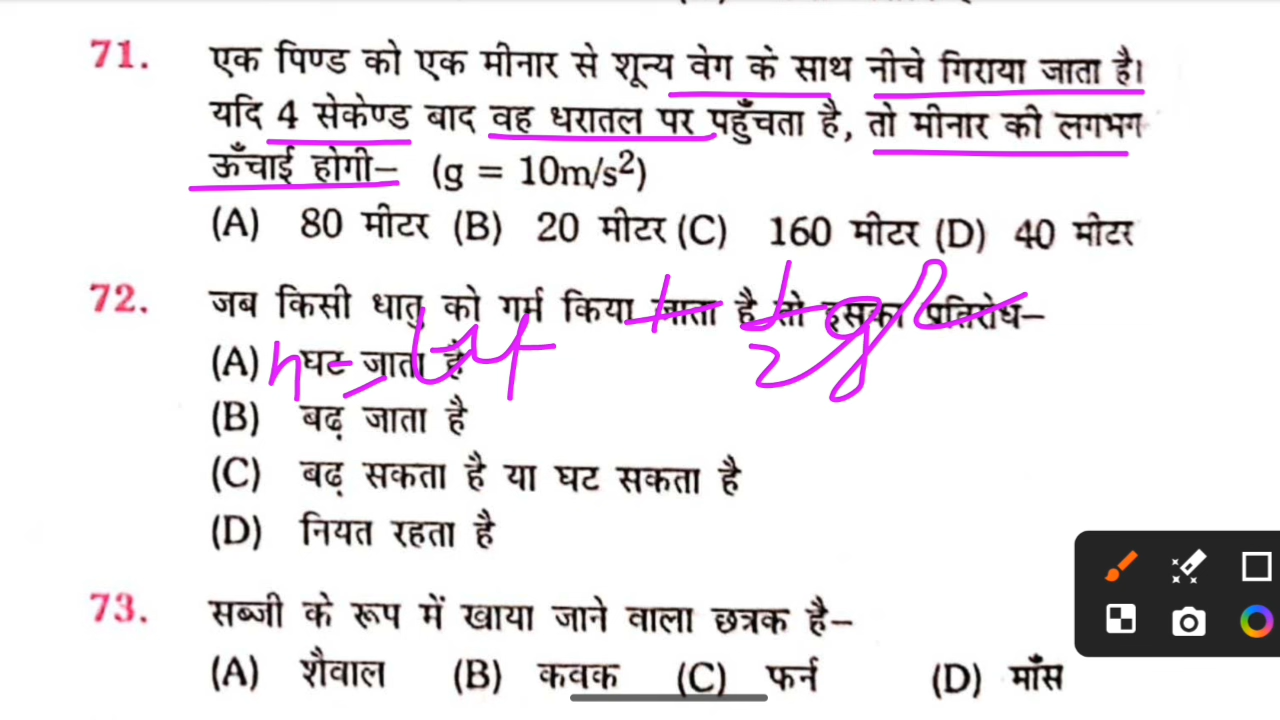 71. एक पिण्ड को एक मीनार से शून्य वेग के साथ नीचे गिराया जाता है।
यदि 4 सेकेण्ड बाद वह धरातल पर पहुँचता है, तो मीनार की लगभग
ऊँचाई होगी– (g = 10m/s²)
(A) 80 मीटर (B) 20 मीटर (C) 160 मीटर (D) 40 मीटर
72. जब किसी धातु को गर्म किया जाता है तो इसका प्रतिरोध–
(A) घट जाता है
(B) बढ़ जाता है
(C) बढ़ सकता है या घट सकता है
(D) नियत रहता है
73. सब्जी के रूप में खाया जाने वाला छत्रक है–
(A) शैवाल (B) कवक (C) फर्न (D) माँस